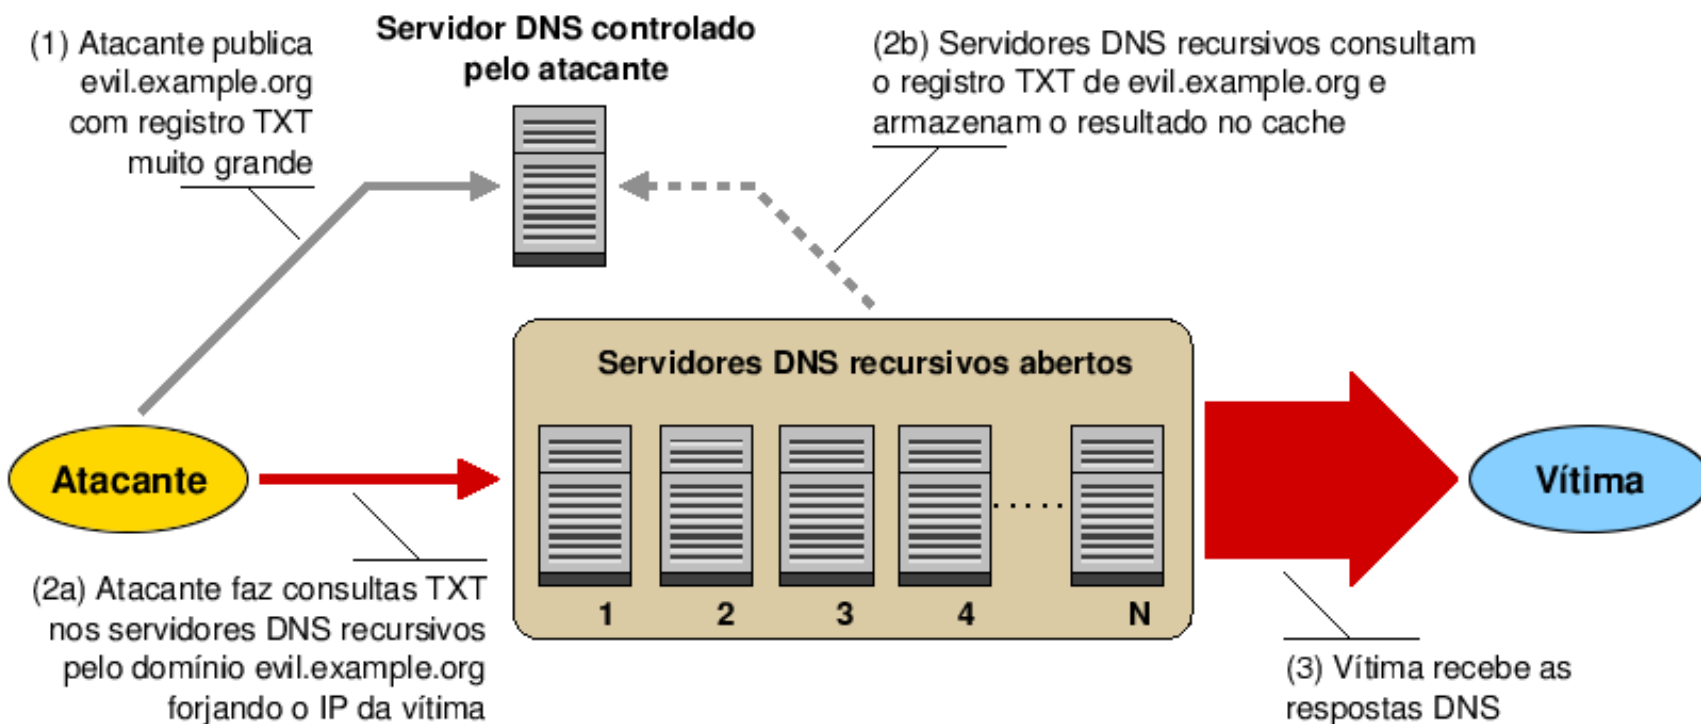 (1) Atacante publica
evil.example.org
com registro TXT
muito grande
Servidor DNS controlado
pelo atacante
(2b) Servidores DNS recursivos consultam
o registro TXT de evil.example.org e
armazenam o resultado no cache
Servidores DNS recursivos abertos
Atacante
Vítima
1 2 3 4 ...... N
(2a) Atacante faz consultas TXT
nos servidores DNS recursivos
pelo domínio evil.example.org
forjando o IP da vítima
(3) Vítima recebe as
respostas DNS